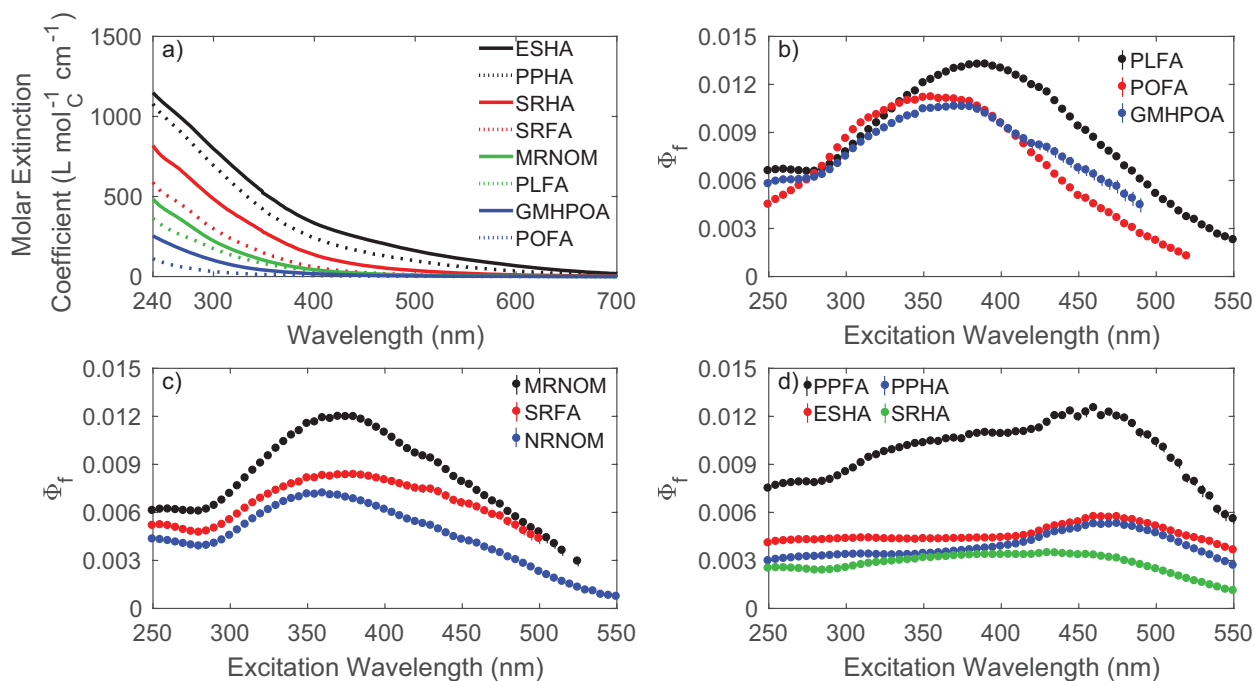 a)
1500
1000
500
0
Molar Extinction
Coefficient (L mol_C^-1 cm^-1)
240 300 400 500 600 700
Wavelength (nm)
ESHA
PPHA
SRHA
SRFA
MRNOM
PLFA
GMHPOA
POFA
b)
0.015
0.012
0.009
0.006
0.003
0
Φf
250 300 350 400 450 500 550
Excitation Wavelength (nm)
PLFA
POFA
GMHPOA
c)
0.015
0.012
0.009
0.006
0.003
0
Φf
250 300 350 400 450 500 550
Excitation Wavelength (nm)
MRNOM
SRFA
NRNOM
d)
0.015
0.012
0.009
0.006
0.003
0
Φf
250 300 350 400 450 500 550
Excitation Wavelength (nm)
PPFA PPHA
ESHA SRHA